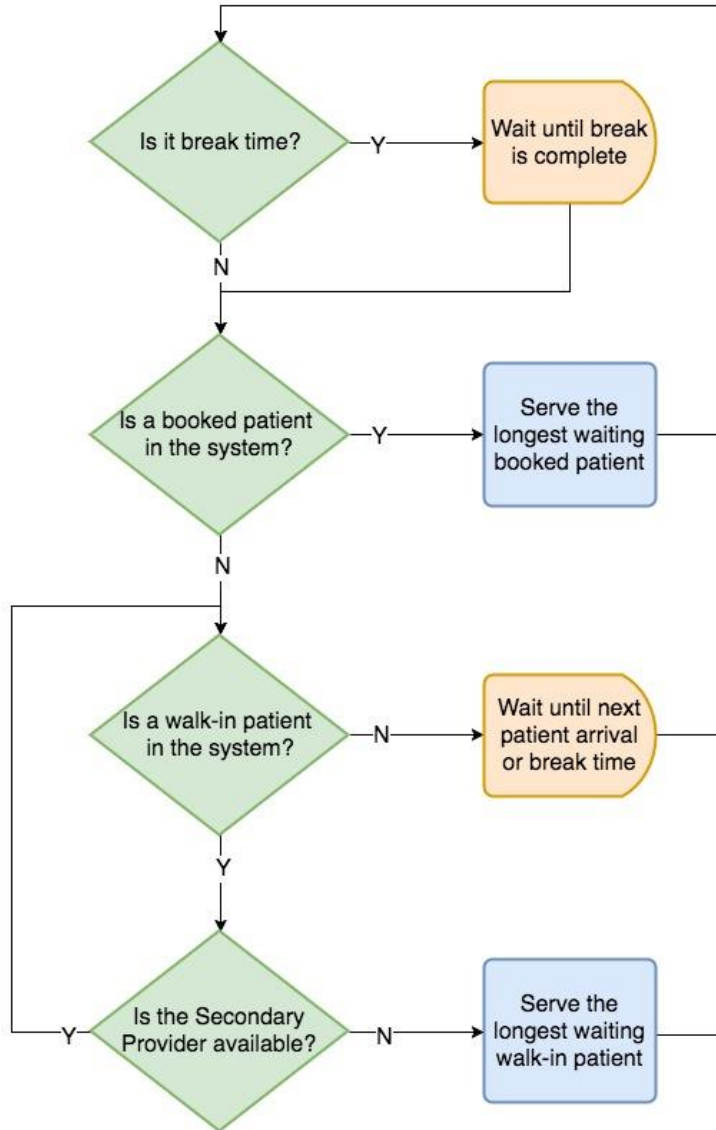 Is it break time?
Y
Wait until break
is complete
N
Is a booked patient
in the system?
Y
Serve the
longest waiting
booked patient
N
Is a walk-in patient
in the system?
N
Wait until next
patient arrival
or break time
Y
Is the Secondary
Provider available?
Y
N
Serve the
longest waiting
walk-in patient